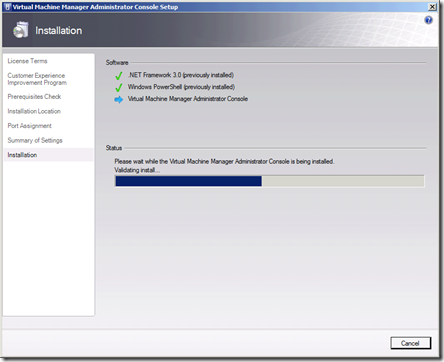 Virtual Machine Manager Administrator Console Setup
Installation
License Terms
Customer Experience
Improvement Program
Prerequisites Check
Installation Location
Port Assignment
Summary of Settings
Installation
Software
.NET Framework 3.0 (previously installed)
Windows PowerShell (previously installed)
Virtual Machine Manager Administrator Console
Status
Please wait while the Virtual Machine Manager Administrator Console is being installed.
Validating install...
Cancel